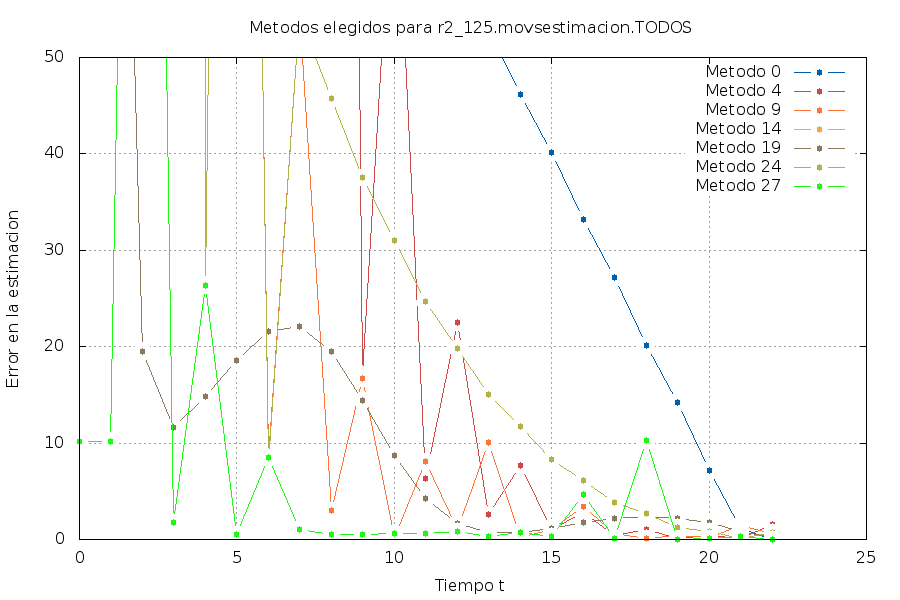 Metodos elegidos para r2_125.movsestimacion.TODOS
50
40
30
20
10
0
Error en la estimacion
Metodo 0
Metodo 4
Metodo 9
Metodo 14
Metodo 19
Metodo 24
Metodo 27
0 5 10 15 20 25
Tiempo t